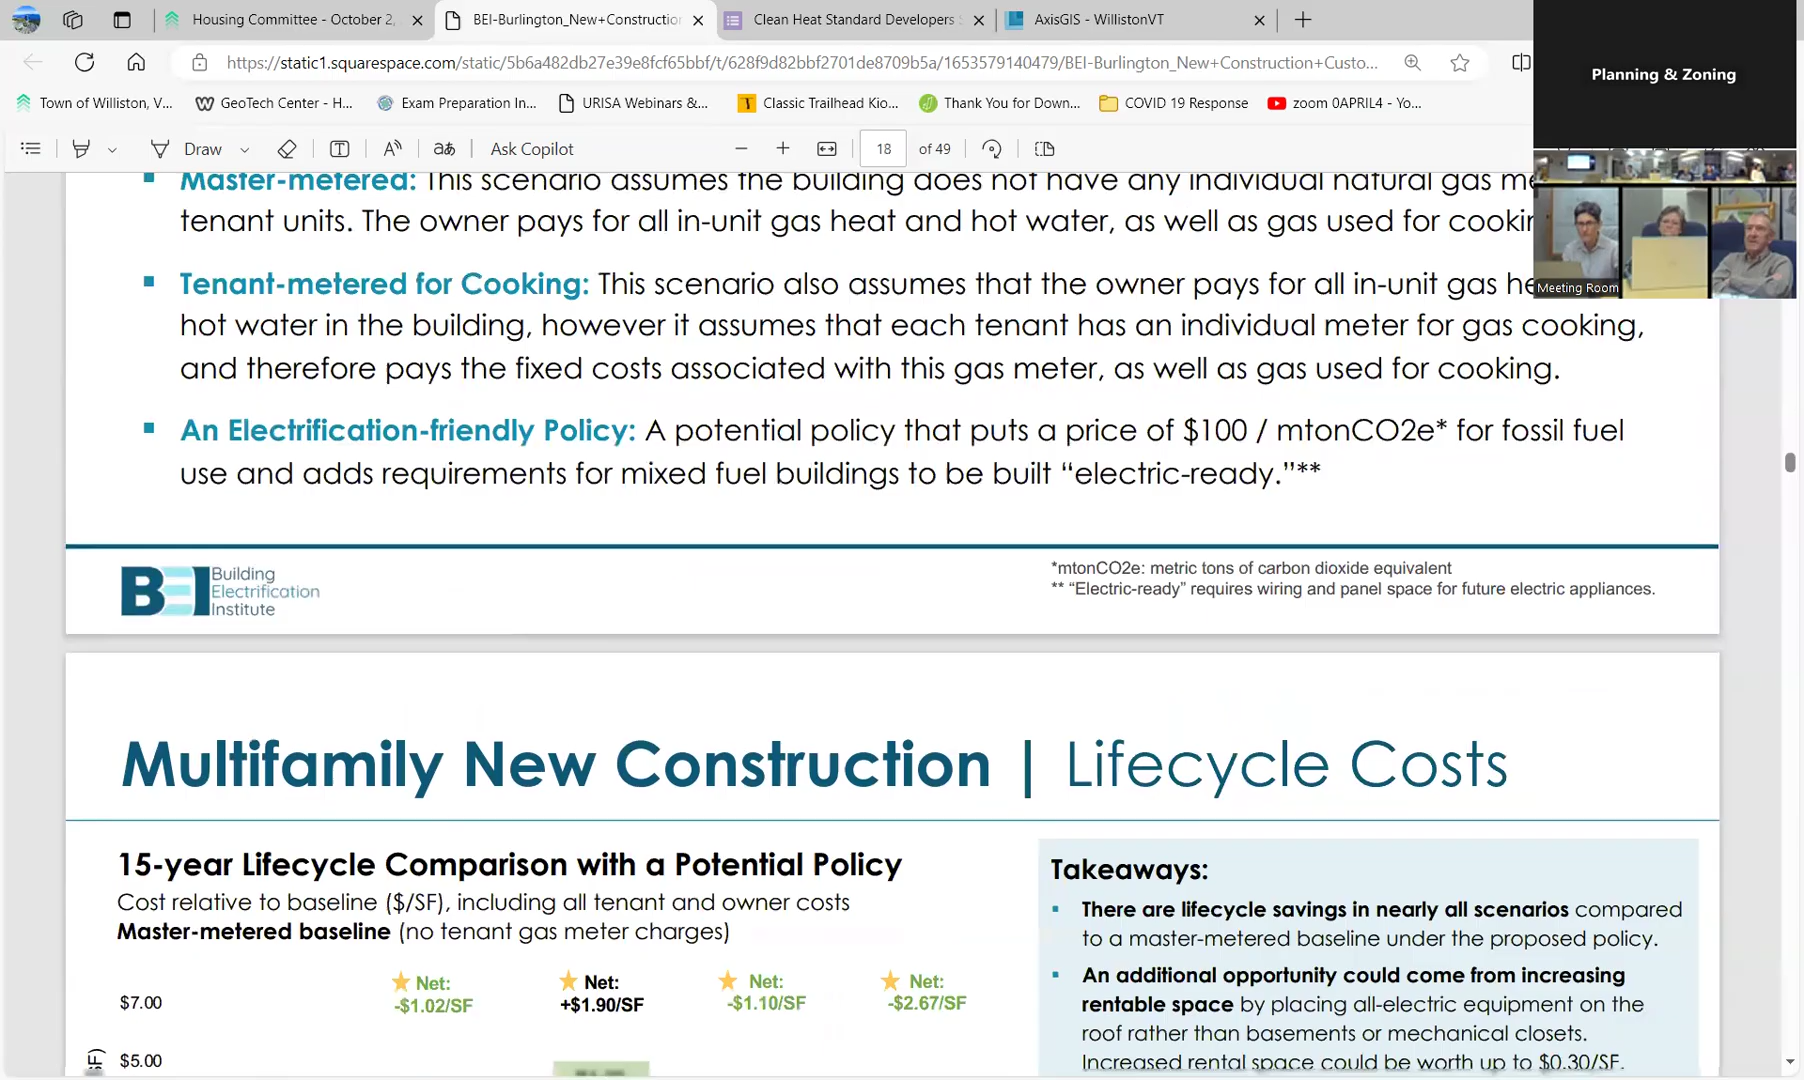 Housing Committee - October 2,
BEI-Burlington_New+Constructio
Clean Heat Standard Developers
AxisGIS - WillistonVT
https://static1.squarespace.com/static/5b6a482db27e39e8fcf65bbf/t/628f9d82bbf2701de8709b5a/1653579140479/BEI-Burlington_New+Construction+Custo...
Town of Williston, V...
GeoTech Center - H...
Exam Preparation In...
URISA Webinars &...
Classic Trailhead Kio...
Thank You for Down...
COVID 19 Response
zoom 0APRIL4 - Yo...
Draw
Ask Copilot
18 of 49
Planning & Zoning
Meeting Room
Master-metered: This scenario assumes the building does not have any individual natural gas me
tenant units. The owner pays for all in-unit gas heat and hot water, as well as gas used for cookin
Tenant-metered for Cooking: This scenario also assumes that the owner pays for all in-unit gas he
hot water in the building, however it assumes that each tenant has an individual meter for gas cooking,
and therefore pays the fixed costs associated with this gas meter, as well as gas used for cooking.
An Electrification-friendly Policy: A potential policy that puts a price of $100 / mtonCO2e* for fossil fuel
use and adds requirements for mixed fuel buildings to be built “electric-ready.”**
BEI
Building
Electrification
Institute
*mtonCO2e: metric tons of carbon dioxide equivalent
** “Electric-ready” requires wiring and panel space for future electric appliances.
Multifamily New Construction | Lifecycle Costs
15-year Lifecycle Comparison with a Potential Policy
Cost relative to baseline ($/SF), including all tenant and owner costs
Master-metered baseline (no tenant gas meter charges)
Net:
-$1.02/SF
Net:
+$1.90/SF
Net:
-$1.10/SF
Net:
-$2.67/SF
$7.00
$5.00
SF)
Takeaways:
There are lifecycle savings in nearly all scenarios compared
to a master-metered baseline under the proposed policy.
An additional opportunity could come from increasing
rentable space by placing all-electric equipment on the
roof rather than basements or mechanical closets.
Increased rental space could be worth up to $0.30/SF.